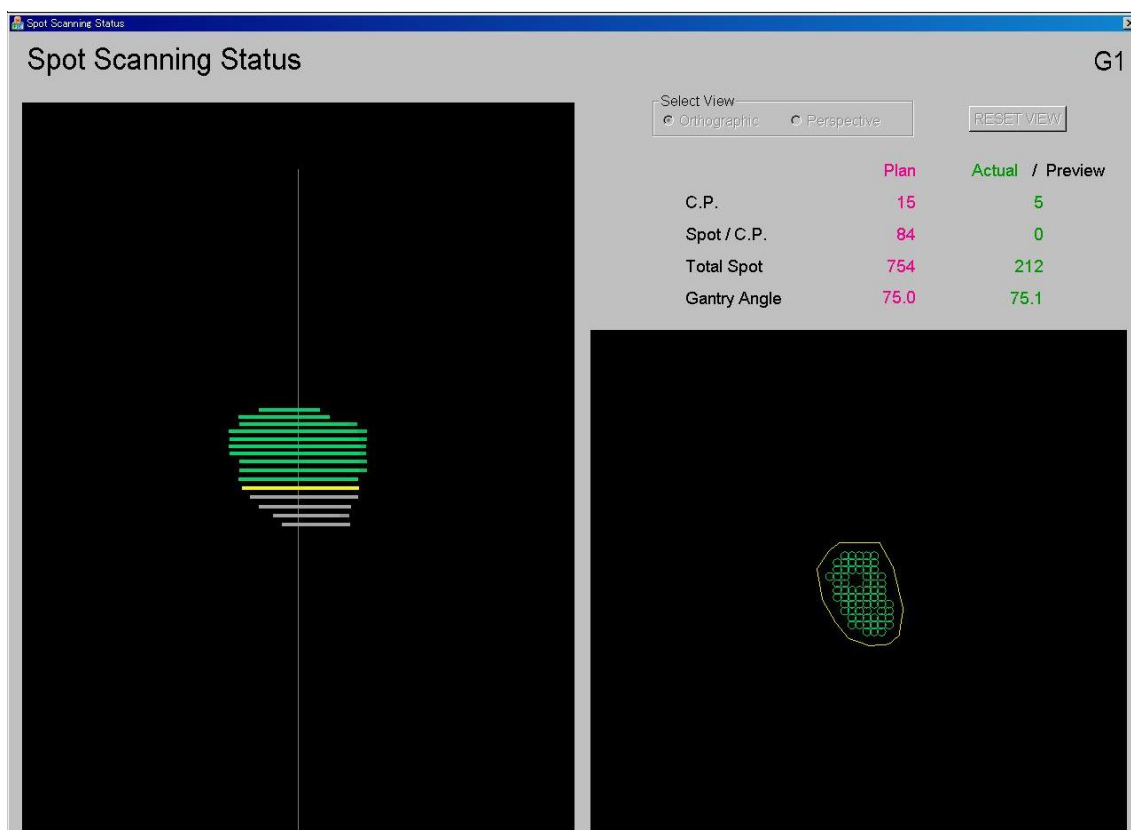 Spot Scanning Status
Spot Scanning Status
G1
Select View
Orthographic Perspective
RESET VIEW
Plan Actual / Preview
C.P. 15 5
Spot / C.P. 84 0
Total Spot 754 212
Gantry Angle 75.0 75.1